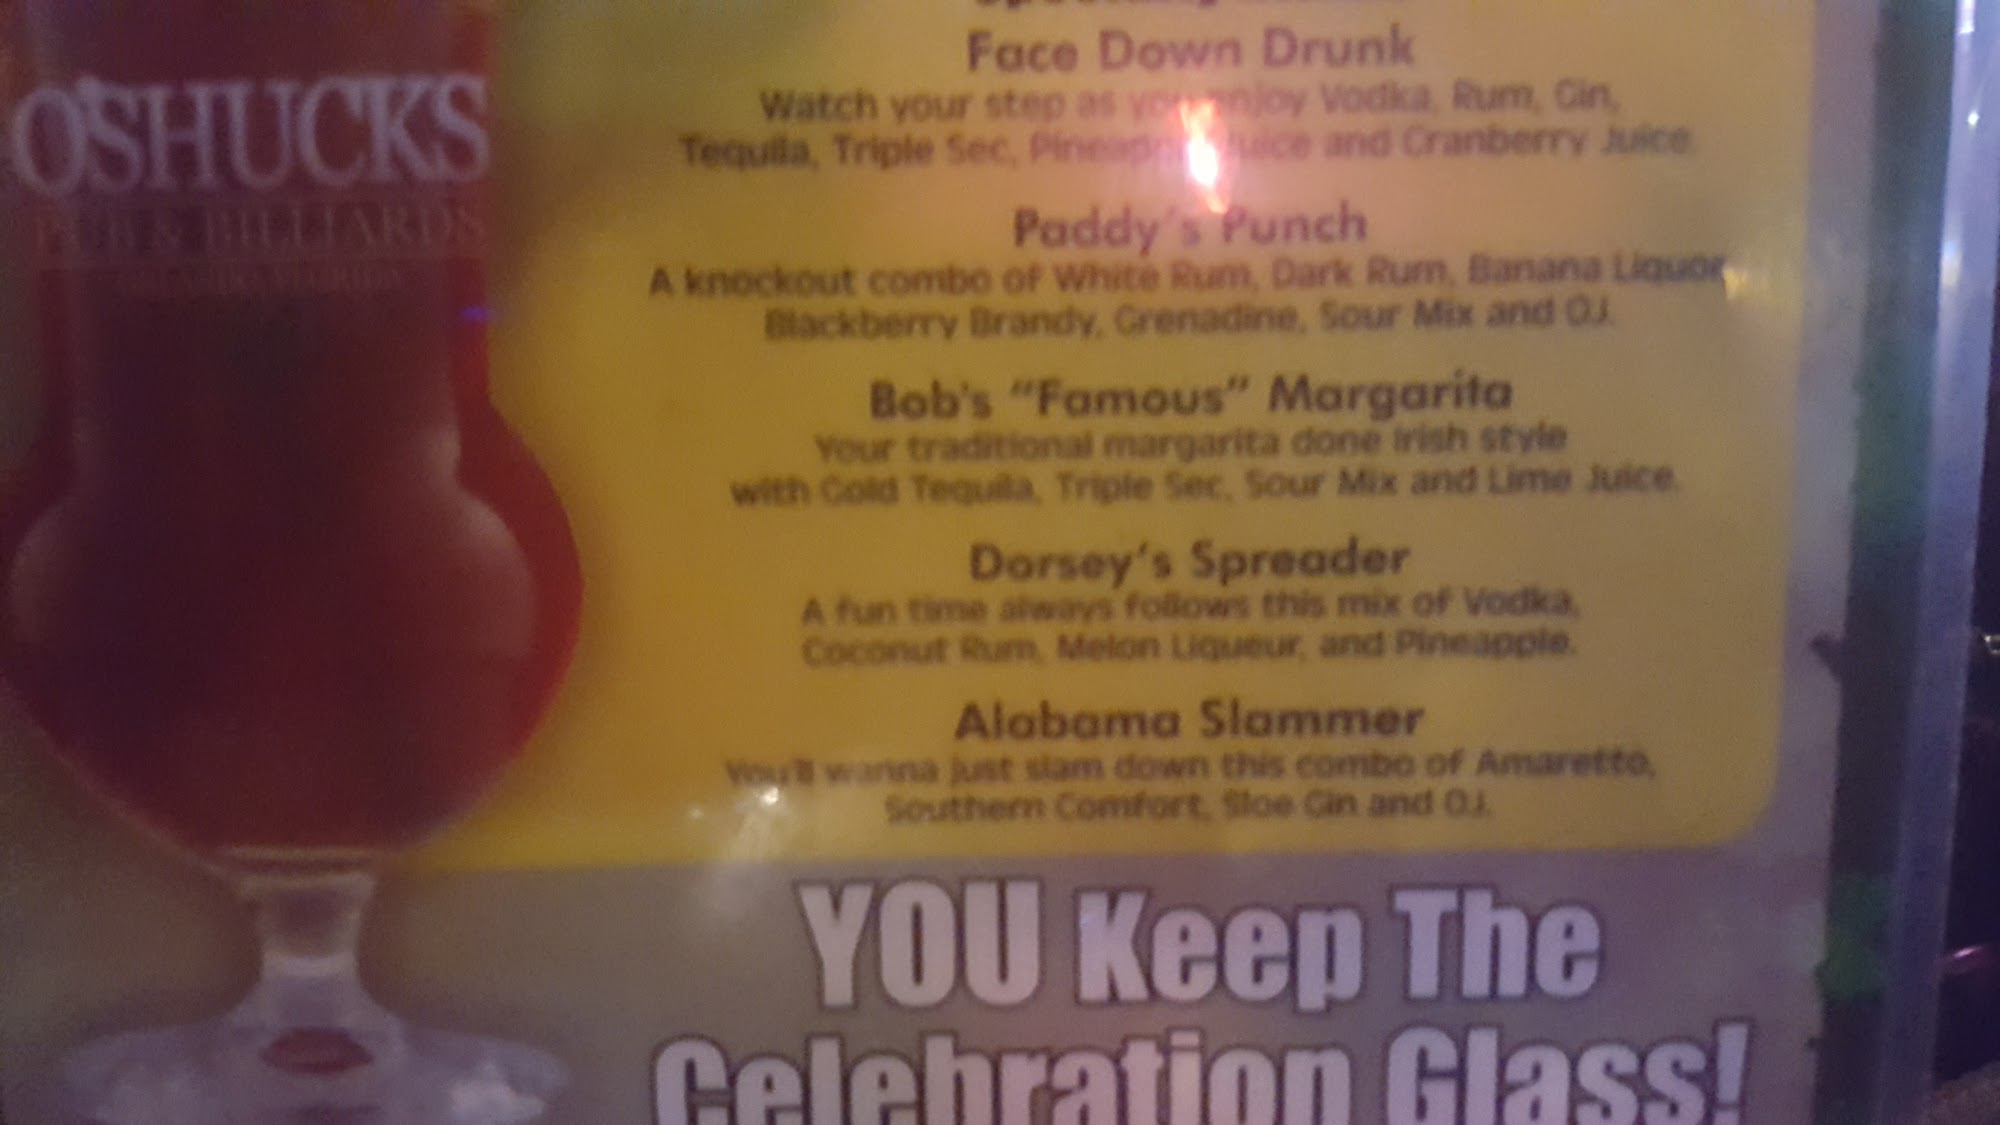 O'SHUCKS
PUB & BILLIARDS
Face Down Drunk
Watch your step as you enjoy Vodka, Rum, Gin,
Tequila, Triple Sec, Pineapple Juice and Cranberry Juice.
Paddy's Punch
A knockout combo of White Rum, Dark Rum, Banana Liquor,
Blackberry Brandy, Grenadine, Sour Mix and OJ.
Bob's "Famous" Margarita
Your traditional margarita done Irish style
with Gold Tequila, Triple Sec, Sour Mix and Lime Juice.
Dorsey's Spreader
A fun time always follows this mix of Vodka,
Coconut Rum, Melon Liqueur, and Pineapple.
Alabama Slammer
You'll wanna just slam down this combo of Amaretto,
Southern Comfort, Sloe Gin and OJ.
YOU Keep The
Celebration Glass!